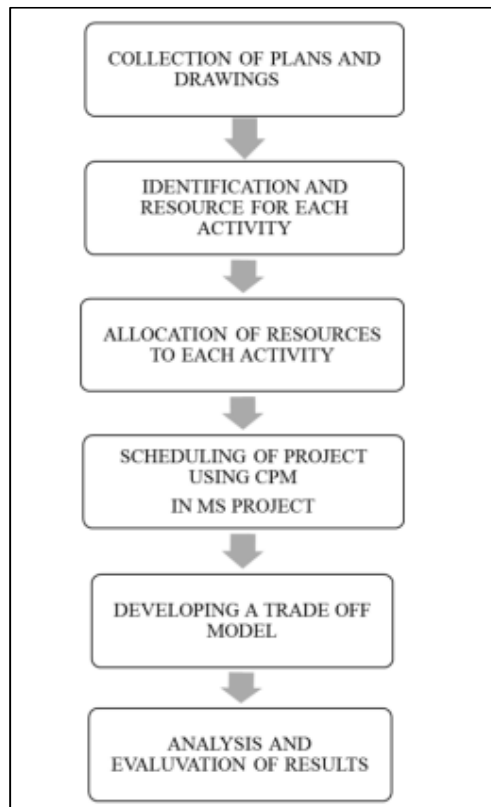 COLLECTION OF PLANS AND
DRAWINGS
IDENTIFICATION AND
RESOURCE FOR EACH
ACTIVITY
ALLOCATION OF RESOURCES
TO EACH ACTIVITY
SCHEDULING OF PROJECT
USING CPM
IN MS PROJECT
DEVELOPING A TRADE OFF
MODEL
ANALYSIS AND
EVALUVATION OF RESULTS